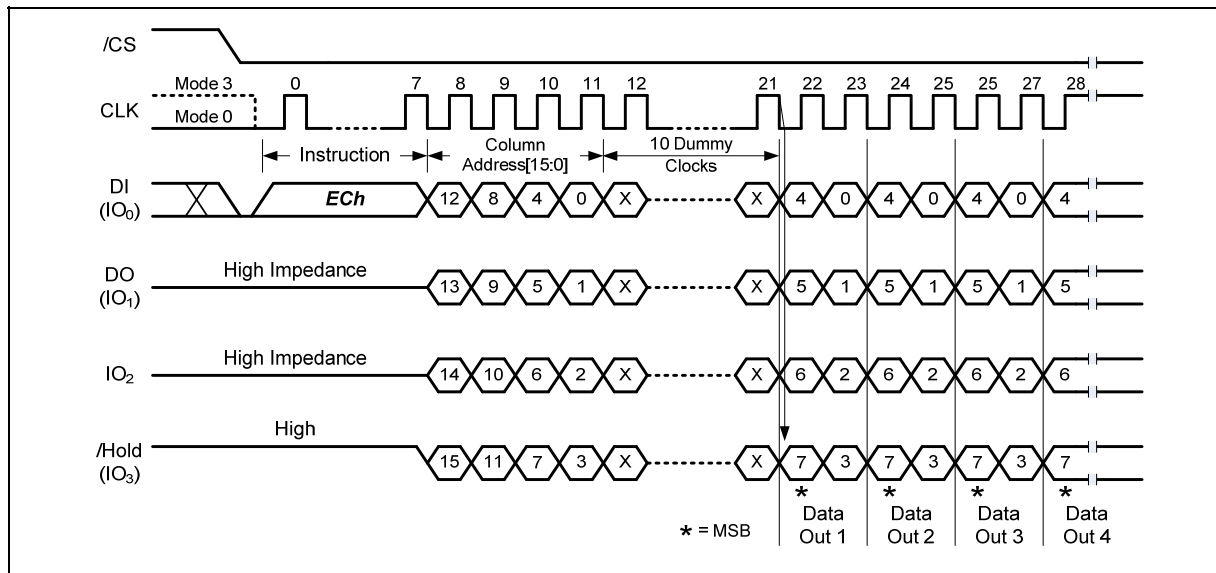 /CS
Mode 3 0 7 8 9 10 11 12 21 22 23 24 25 25 27 28
CLK
Mode 0
Instruction Column Address[15:0] 10 Dummy Clocks
DI (IO0) ECh 12 8 4 0 X X 4 0 4 0 4 0 4
DO (IO1) High Impedance 13 9 5 1 X X 5 1 5 1 5 1 5
IO2 High Impedance 14 10 6 2 X X 6 2 6 2 6 2 6
/Hold (IO3) High 15 11 7 3 X X 7 3 7 3 7 3 7
* * * *
* = MSB
Data Out 1 Data Out 2 Data Out 3 Data Out 4